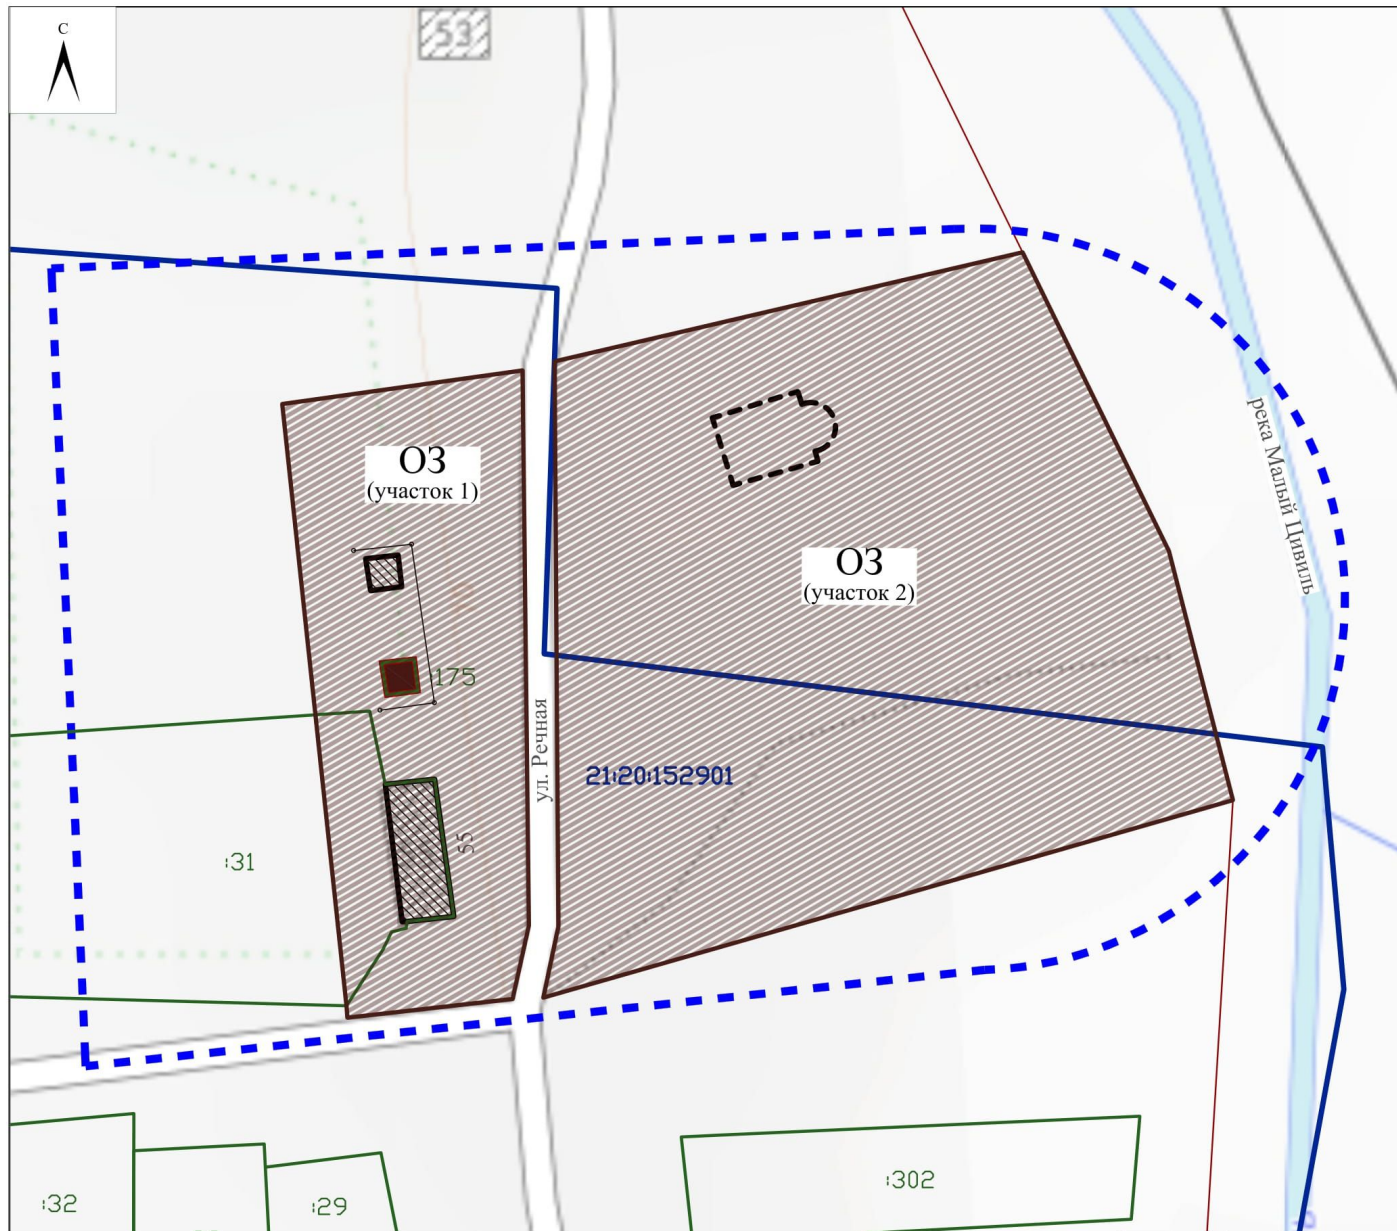 С
53
ОЗ
(участок 1)
ОЗ
(участок 2)
река Малый Цивиль
:175
ул. Речная
21:20:152901
55
:31
:32
:29
:302